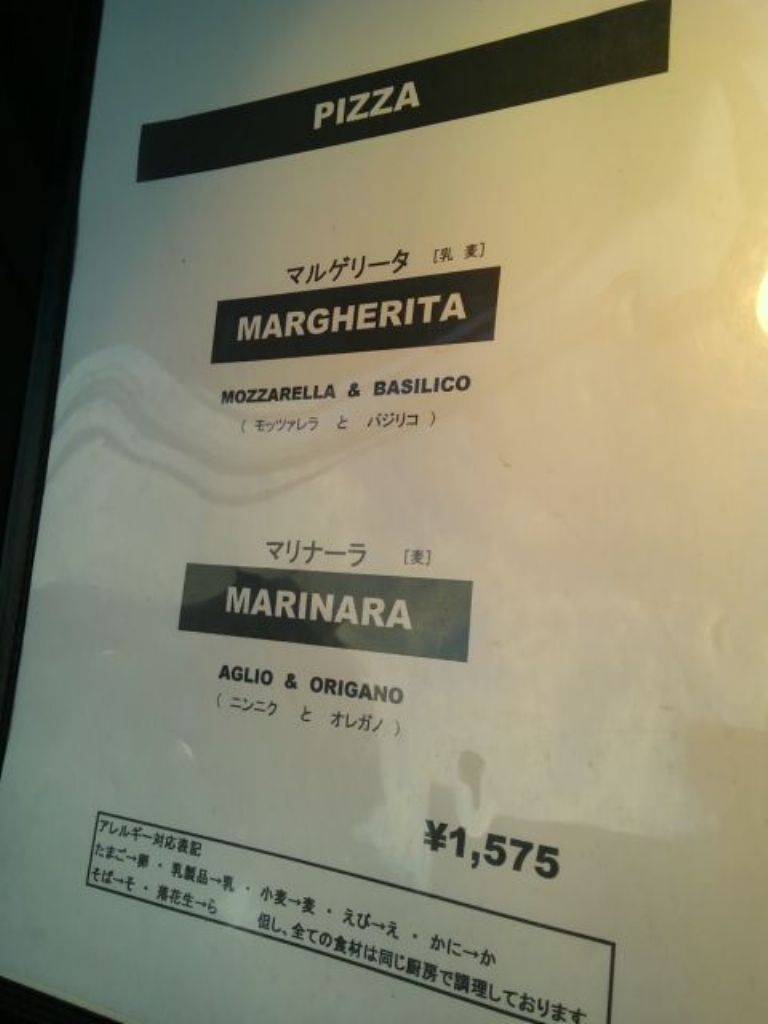 PIZZA
マルゲリータ [乳 麦]
MARGHERITA
MOZZARELLA & BASILICO
( モッツァレラ と バジリコ )
マリナーラ [麦]
MARINARA
AGLIO & ORIGANO
( ニンニク と オレガノ )
¥1,575
アレルギー対応表記
たまご→卵 ・ 乳製品→乳 ・ 小麦→麦 ・ えび→え ・ かに→か
そば→そ ・ 落花生→ら 但し、全ての食材は同じ厨房で調理しております